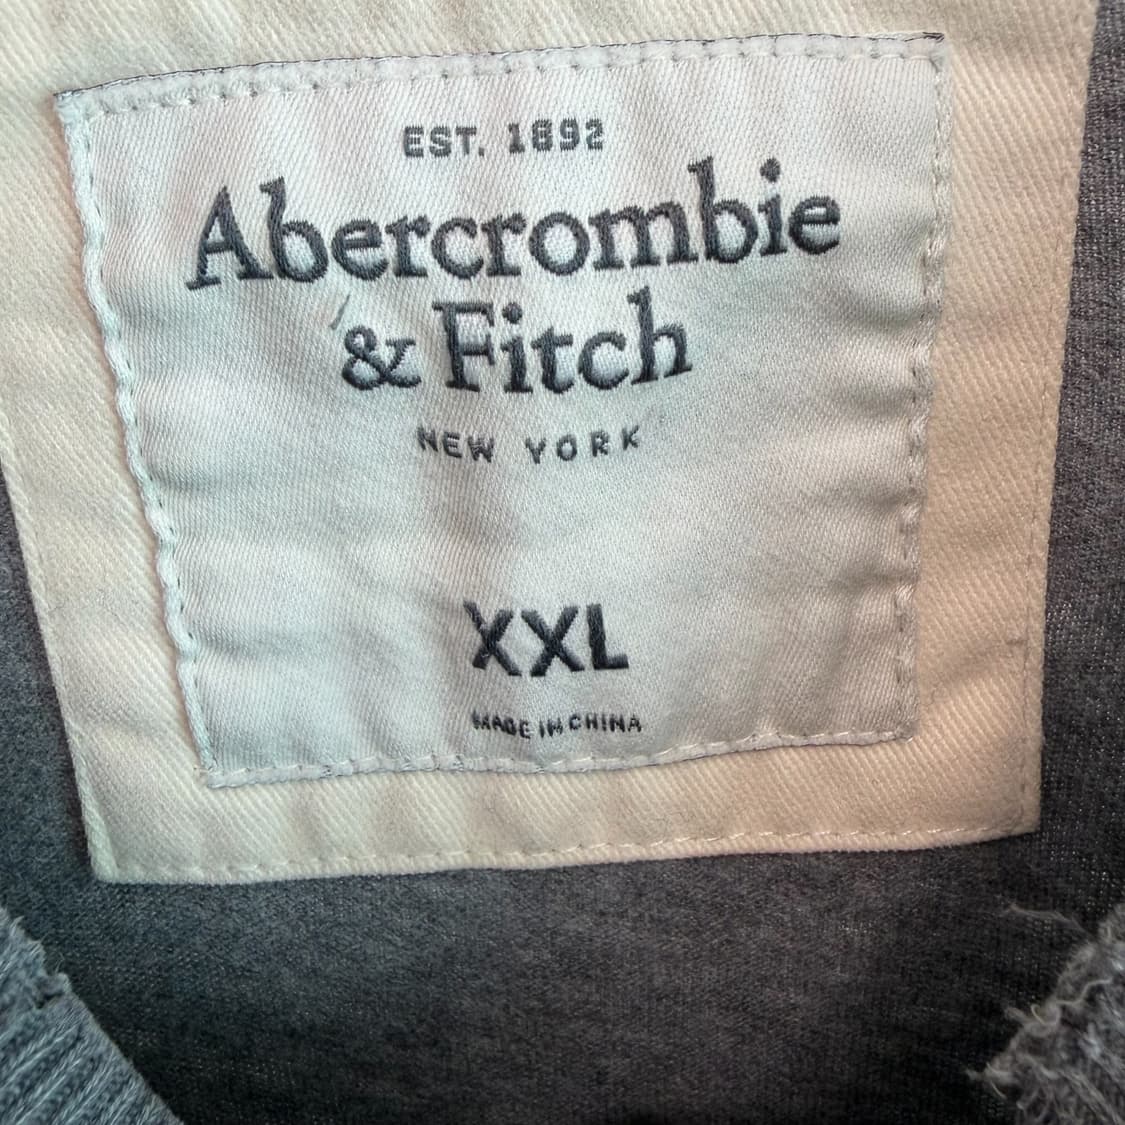 EST. 1892
Abercrombie
& Fitch
NEW YORK
XXL
MADE IN CHINA